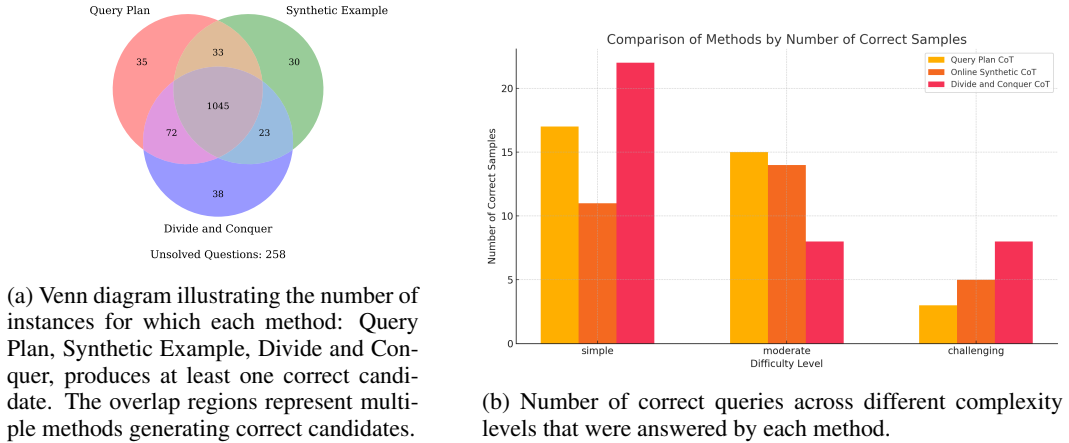 Query Plan
Synthetic Example
35
33
30
1045
72
23
38
Divide and Conquer
Unsolved Questions: 258
(a) Venn diagram illustrating the number of
instances for which each method: Query
Plan, Synthetic Example, Divide and Con-
quer, produces at least one correct candi-
date. The overlap regions represent multi-
ple methods generating correct candidates.
Comparison of Methods by Number of Correct Samples
Query Plan CoT
Online Synthetic CoT
Divide and Conquer CoT
Number of Correct Samples
20
15
10
5
0
simple
moderate
challenging
Difficulty Level
(b) Number of correct queries across different complexity
levels that were answered by each method.